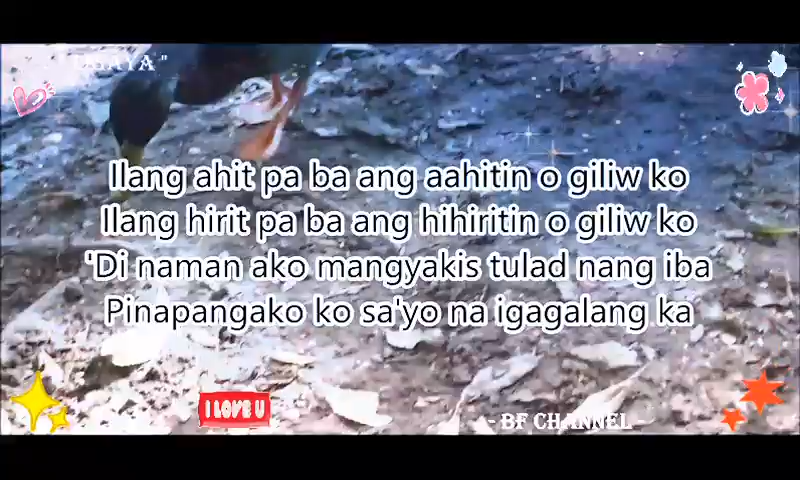 Ilang ahit pa ba ang aahitin o giliw ko
Ilang hirit pa ba ang hihiritin o giliw ko
'Di naman ako mangyakis tulad nang iba
Pinapangako ko sa'yo na igagalang ka
I LOVE U
- BF CHANNEL -